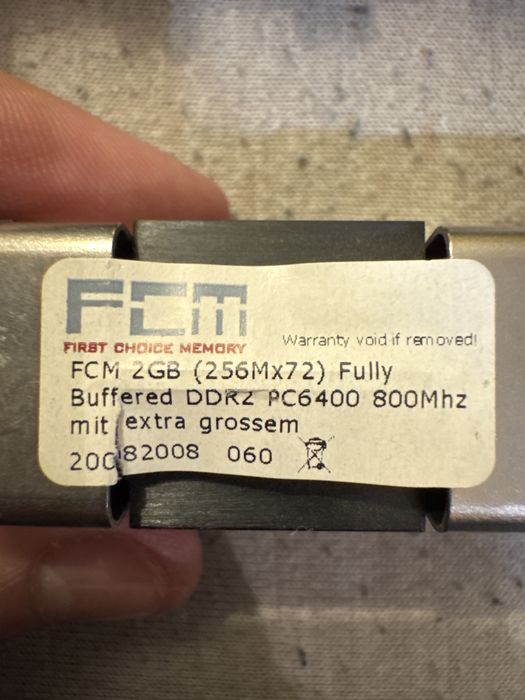 FCM
FIRST CHOICE MEMORY
Warranty void if removed!
FCM 2GB (256Mx72) Fully
Buffered DDR2 PC6400 800Mhz
mit extra grossem
20082008 060